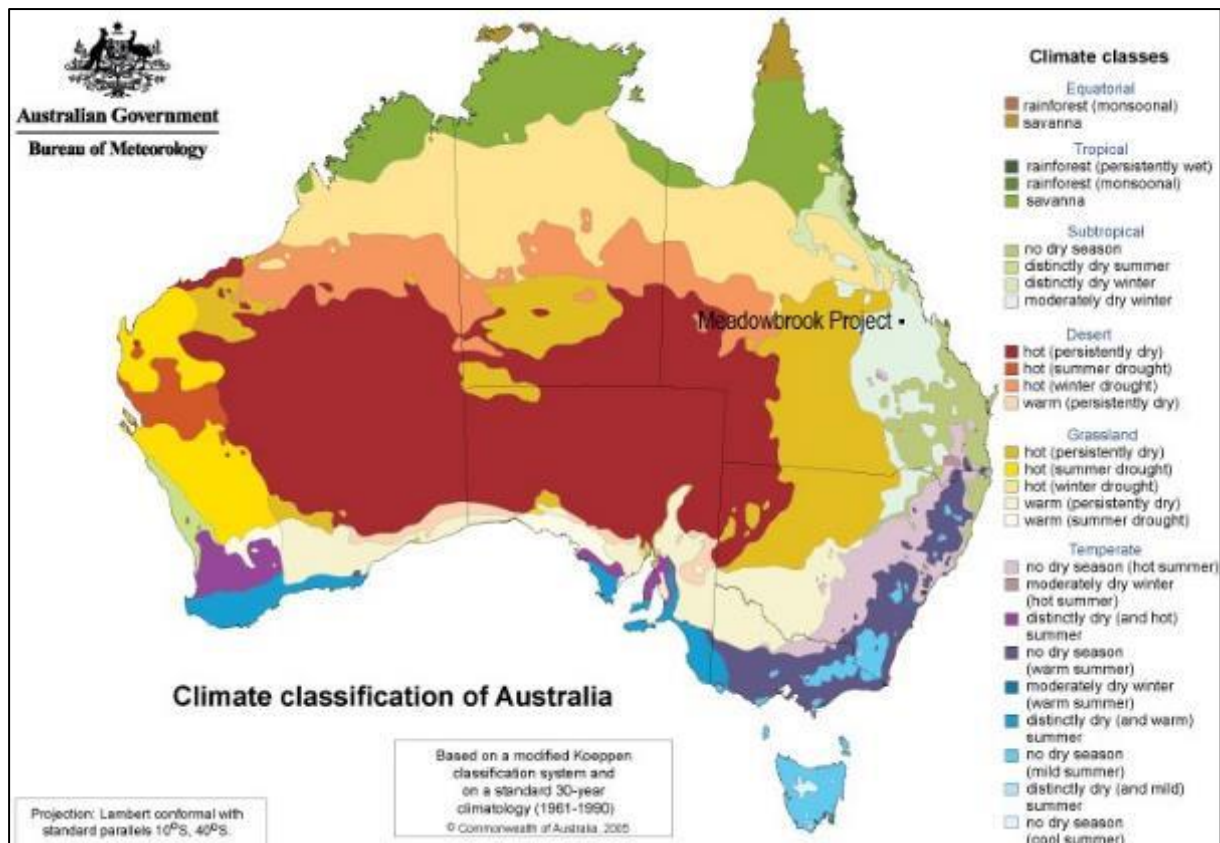 Australian Government
Bureau of Meteorology
Climate classes
Equatorial
rainforest (monsoonal)
savanna
Tropical
rainforest (persistently wet)
rainforest (monsoonal)
savanna
Subtropical
no dry season
distinctly dry summer
distinctly dry winter
moderately dry winter
Desert
hot (persistently dry)
hot (summer drought)
hot (winter drought)
warm (persistently dry)
Grassland
hot (persistently dry)
hot (summer drought)
hot (winter drought)
warm (persistently dry)
warm (summer drought)
Temperate
no dry season (hot summer)
moderately dry winter
(hot summer)
distinctly dry (and hot)
summer
no dry season
(warm summer)
moderately dry winter
(warm summer)
distinctly dry (and warm)
summer
no dry season
(mild summer)
distinctly dry (and mild)
summer
no dry season
(cool summer)
Meadowbrook Project
Climate classification of Australia
Based on a modified Koeppen
classification system and
on a standard 30-year
climatology (1961-1990)
© Commonwealth of Australia, 2005
Projection: Lambert conformal with
standard parallels 10ºS, 40ºS.